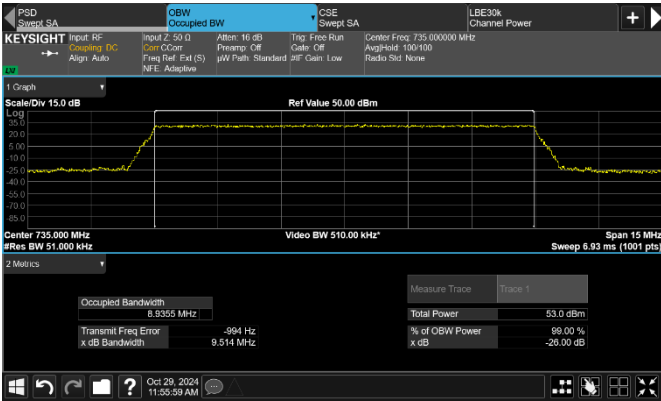 PSD
Swept SA
OBW
Occupied BW
CSE
Swept SA
LBE30k
Channel Power
KEYSIGHT
Input: RF
Coupling: DC
Align: Auto
Input Z: 50 Ω
Corr CCorr
Freq Ref: Ext (S)
NFE: Adaptive
Atten: 16 dB
Preamp: Off
µW Path: Standard
Trig: Free Run
Gate: Off
#IF Gain: Low
Center Freq: 735.000000 MHz
Avg|Hold: 100/100
Radio Std: None
LXI
1 Graph
Scale/Div 15.0 dB
Ref Value 50.00 dBm
Log
35.0
20.0
5.00
-10.0
-25.0
-40.0
-55.0
-70.0
-85.0
Center 735.000 MHz
Video BW 510.00 kHz*
Span 15 MHz
#Res BW 51.000 kHz
Sweep 6.93 ms (1001 pts)
2 Metrics
Measure Trace
Trace 1
Occupied Bandwidth
8.9355 MHz
Total Power
53.0 dBm
Transmit Freq Error
-994 Hz
% of OBW Power
99.00 %
x dB Bandwidth
9.514 MHz
x dB
-26.00 dB
?
Oct 29, 2024
11:55:59 AM